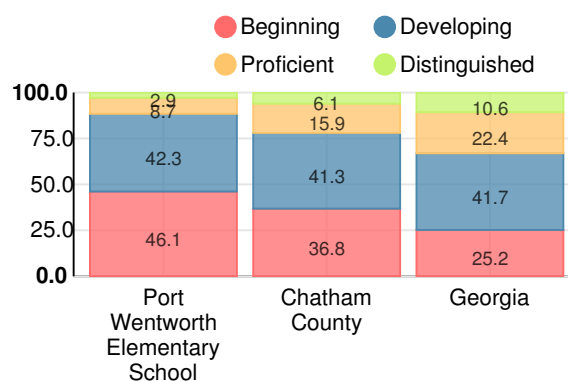 Beginning
Developing
Proficient
Distinguished
100.0
75.0
50.0
25.0
0.0
2.9
8.7
42.3
46.1
6.1
15.9
41.3
36.8
10.6
22.4
41.7
25.2
Port
Wentworth
Elementary
School
Chatham
County
Georgia